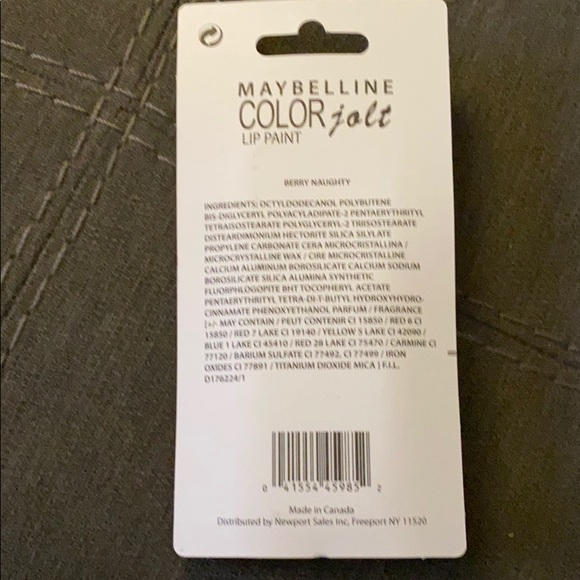 MAYBELLINE
COLOR jolt
LIP PAINT
BERRY NAUGHTY
INGREDIENTS: OCTYLDODECANOL POLYBUTENE
BIS-DIGLYCERYL POLYACYLADIPATE-2 PENTAERYTHRITYL
TETRAISOSTEARATE POLYGLYCERYL-2 TRIISOSTEARATE
DISTEARDIMONIUM HECTORITE SILICA SILYLATE
PROPYLENE CARBONATE CERA MICROCRISTALLINA /
MICROCRYSTALLINE WAX / CIRE MICROCRISTALLINE
CALCIUM ALUMINUM BOROSILICATE CALCIUM SODIUM
BOROSILICATE SILICA ALUMINA SYNTHETIC
FLUORPHLOGOPITE BHT TOCOPHERYL ACETATE
PENTAERYTHRITYL TETRA-DI-T-BUTYL HYDROXYHYDRO-
CINNAMATE PHENOXYETHANOL PARFUM / FRAGRANCE
[+/- MAY CONTAIN / PEUT CONTENIR CI 15850 / RED 6 CI
15850 / RED 7 LAKE CI 19140 / YELLOW 5 LAKE CI 42090 /
BLUE 1 LAKE CI 45410 / RED 28 LAKE CI 75470 / CARMINE CI
77120 / BARIUM SULFATE CI 77492, CI 77499 / IRON
OXIDES CI 77891 / TITANIUM DIOXIDE MICA ] F.I.L.
D176224/1
0 41554 45985 2
Made in Canada
Distributed by Newport Sales Inc, Freeport NY 11520